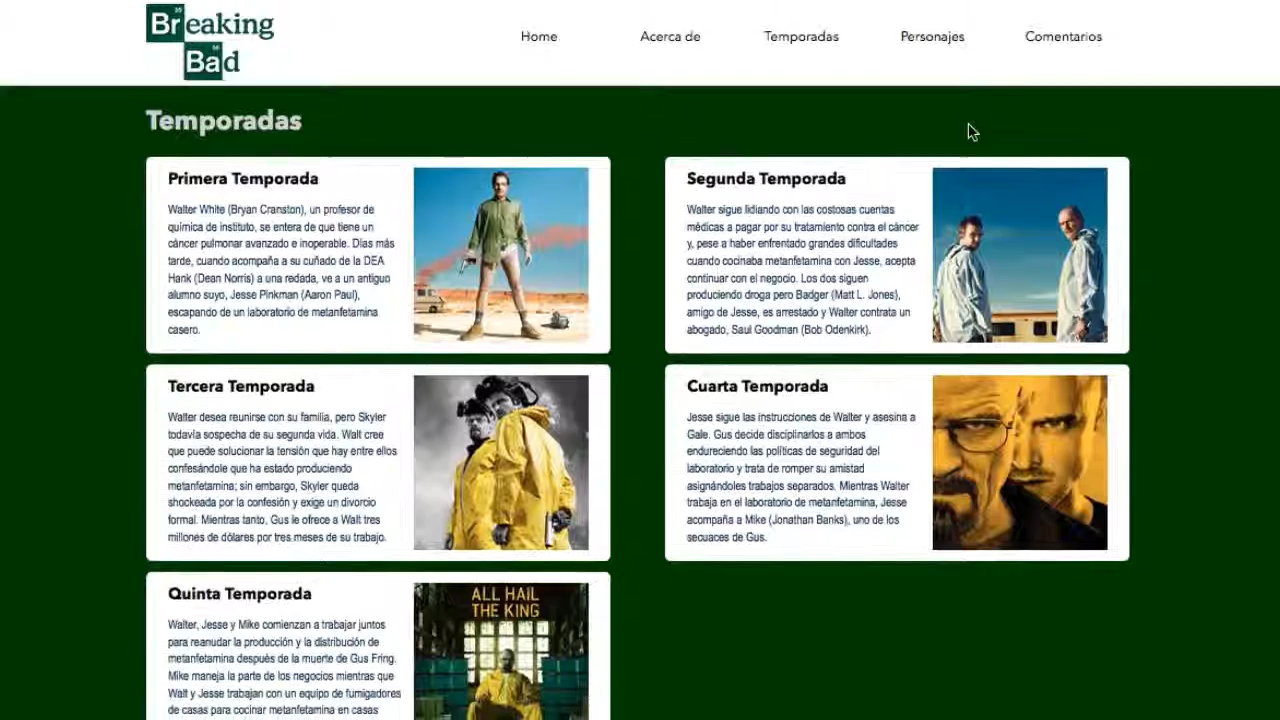 Breaking
Bad
Home
Acerca de
Temporadas
Personajes
Comentarios
Temporadas
Primera Temporada
Walter White (Bryan Cranston), un profesor de
química de instituto, se entera de que tiene un
cáncer pulmonar avanzado e inoperable. Días más
tarde, cuando acompaña a su cuñado de la DEA
Hank (Dean Norris) a una redada, ve a un antiguo
alumno suyo, Jesse Pinkman (Aaron Paul),
escapando de un laboratorio de metanfetamina
casero.
Segunda Temporada
Walter sigue lidiando con las costosas cuentas
médicas a pagar por su tratamiento contra el cáncer
y, pese a haber enfrentado grandes dificultades
cuando cocinaba metanfetamina con Jesse, acepta
continuar con el negocio. Los dos siguen
produciendo droga pero Badger (Matt L. Jones),
amigo de Jesse, es arrestado y Walter contrata un
abogado, Saul Goodman (Bob Odenkirk).
Tercera Temporada
Walter desea reunirse con su familia, pero Skyler
todavía sospecha de su segunda vida. Walt cree
que puede solucionar la tensión que hay entre ellos
confesándole que ha estado produciendo
metanfetamina; sin embargo, Skyler queda
shockeada por la confesión y exige un divorcio
formal. Mientras tanto, Gus le ofrece a Walt tres
millones de dólares por tres meses de su trabajo.
Cuarta Temporada
Jesse sigue las instrucciones de Walter y asesina a
Gale. Gus decide disciplinarlos a ambos
endureciendo las políticas de seguridad del
laboratorio y trata de romper su amistad
asignándoles trabajos separados. Mientras Walter
trabaja en el laboratorio de metanfetamina, Jesse
acompaña a Mike (Jonathan Banks), uno de los
secuaces de Gus.
Quinta Temporada
Walter, Jesse y Mike comienzan a trabajar juntos
para reanudar la producción y la distribución de
metanfetamina después de la muerte de Gus Fring.
Mike maneja la parte de los negocios mientras que
Walt y Jesse trabajan con un equipo de fumigadores
de casas para cocinar metanfetamina en casas
ALL HAIL
THE KING